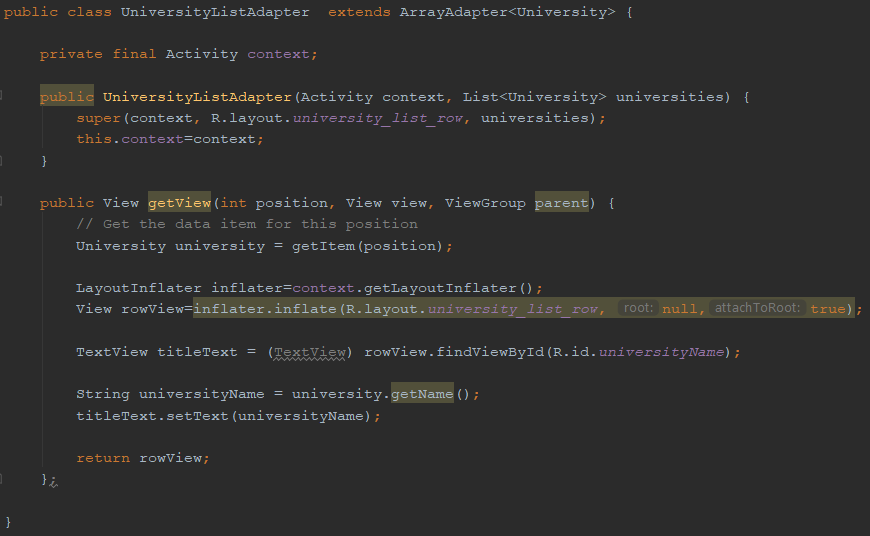 public class UniversityListAdapter  extends ArrayAdapter<University> {
private final Activity context;
public UniversityListAdapter(Activity context, List<University> universities) {
super(context, R.layout.university_list_row, universities);
this.context=context;
}
public View getView(int position, View view, ViewGroup parent) {
// Get the data item for this position
University university = getItem(position);
LayoutInflater inflater=context.getLayoutInflater();
View rowView=inflater.inflate(R.layout.university_list_row, root: null, attachToRoot: true);
TextView titleText = (TextView) rowView.findViewById(R.id.universityName);
String universityName = university.getName();
titleText.setText(universityName);
return rowView;
};
}